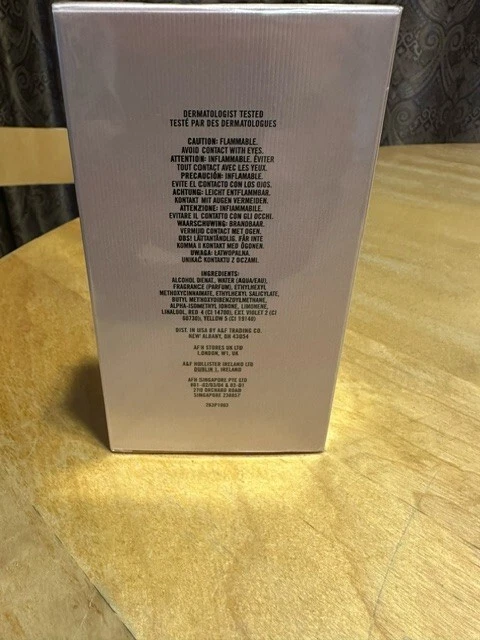 DERMATOLOGIST TESTED
TESTÉ PAR DES DERMATOLOGUES
CAUTION: FLAMMABLE.
AVOID CONTACT WITH EYES.
ATTENTION: INFLAMMABLE. ÉVITER
TOUT CONTACT AVEC LES YEUX.
PRECAUCIÓN: INFLAMABLE.
EVITE EL CONTACTO CON LOS OJOS.
ACHTUNG: LEICHT ENTFLAMMBAR.
KONTAKT MIT AUGEN VERMEIDEN.
ATTENZIONE: INFIAMMABILE.
EVITARE IL CONTATTO CON GLI OCCHI.
WAARSCHUWING: BRANDBAAR.
VERMIJD CONTACT MET OGEN.
OBS! LÄTTANTÄNDLIG. FÅR INTE
KOMMA I KONTAKT MED ÖGONEN.
UWAGA: ŁATWOPALNA.
UNIKAĆ KONTAKTU Z OCZAMI.
INGREDIENTS:
ALCOHOL DENAT., WATER (AQUA/EAU),
FRAGRANCE (PARFUM), ETHYLHEXYL
METHOXYCINNAMATE, ETHYLHEXYL SALICYLATE,
BUTYL METHOXYDIBENZOYLMETHANE,
ALPHA-ISOMETHYL IONONE, LIMONENE,
LINALOOL, RED 4 (CI 14700), EXT. VIOLET 2 (CI
60730), YELLOW 5 (CI 19140)
DIST. IN USA BY A&F TRADING CO.
NEW ALBANY, OH 43054
AFH STORES UK LTD
LONDON, W1, UK
A&F HOLLISTER IRELAND LTD
DUBLIN 2, IRELAND
AFH SINGAPORE PTE LTD
270 ORCHARD ROAD
SINGAPORE 238857